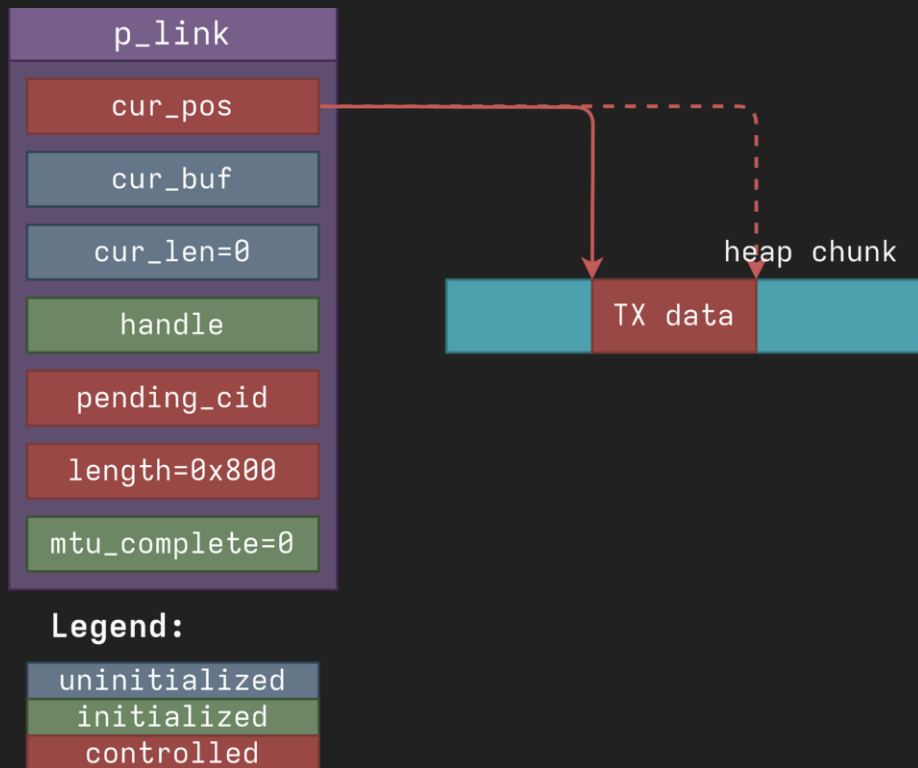 p_link
cur_pos
cur_buf
cur_len=0
handle
pending_cid
length=0x800
mtu_complete=0
heap chunk
TX data
Legend:
uninitialized
initialized
controlled